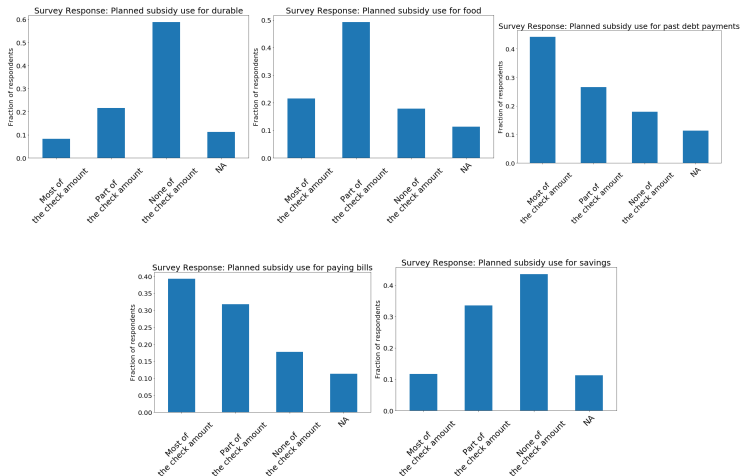 Survey Response: Planned subsidy use for durable
Fraction of respondents
0.6
0.5
0.4
0.3
0.2
0.1
0.0
Most of
the check amount
Part of
the check amount
None of
the check amount
NA
Survey Response: Planned subsidy use for food
Fraction of respondents
0.5
0.4
0.3
0.2
0.1
0.0
Most of
the check amount
Part of
the check amount
None of
the check amount
NA
Survey Response: Planned subsidy use for past debt payments
Fraction of respondents
0.4
0.3
0.2
0.1
0.0
Most of
the check amount
Part of
the check amount
None of
the check amount
NA
Survey Response: Planned subsidy use for paying bills
Fraction of respondents
0.40
0.35
0.30
0.25
0.20
0.15
0.10
0.05
0.00
Most of
the check amount
Part of
the check amount
None of
the check amount
NA
Survey Response: Planned subsidy use for savings
Fraction of respondents
0.4
0.3
0.2
0.1
0.0
Most of
the check amount
Part of
the check amount
None of
the check amount
NA